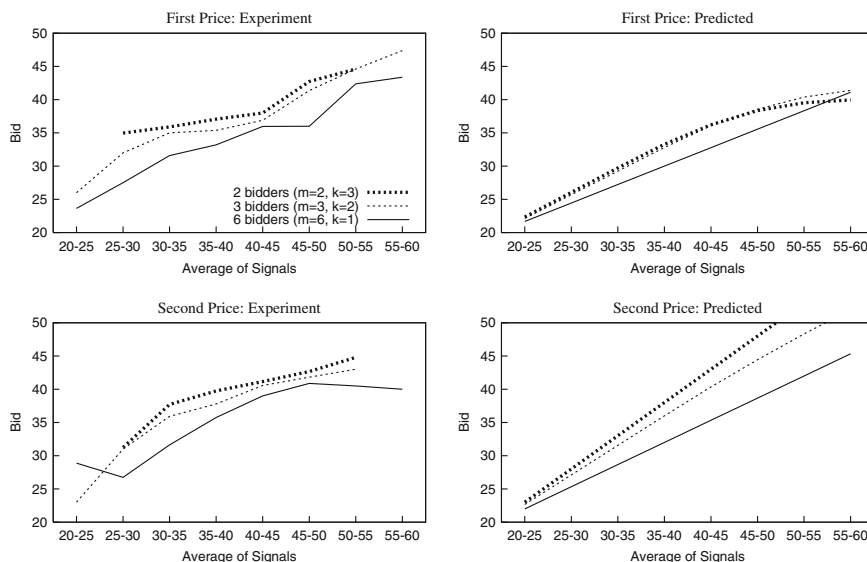 First Price: Experiment
50
45
40
35
30
25
20
Bid
2 bidders (m=2, k=3)
3 bidders (m=3, k=2)
6 bidders (m=6, k=1)
20-25 25-30 30-35 35-40 40-45 45-50 50-55 55-60
Average of Signals
First Price: Predicted
50
45
40
35
30
25
20
Bid
20-25 25-30 30-35 35-40 40-45 45-50 50-55 55-60
Average of Signals
Second Price: Experiment
50
45
40
35
30
25
20
Bid
20-25 25-30 30-35 35-40 40-45 45-50 50-55 55-60
Average of Signals
Second Price: Predicted
50
45
40
35
30
25
20
Bid
20-25 25-30 30-35 35-40 40-45 45-50 50-55 55-60
Average of Signals